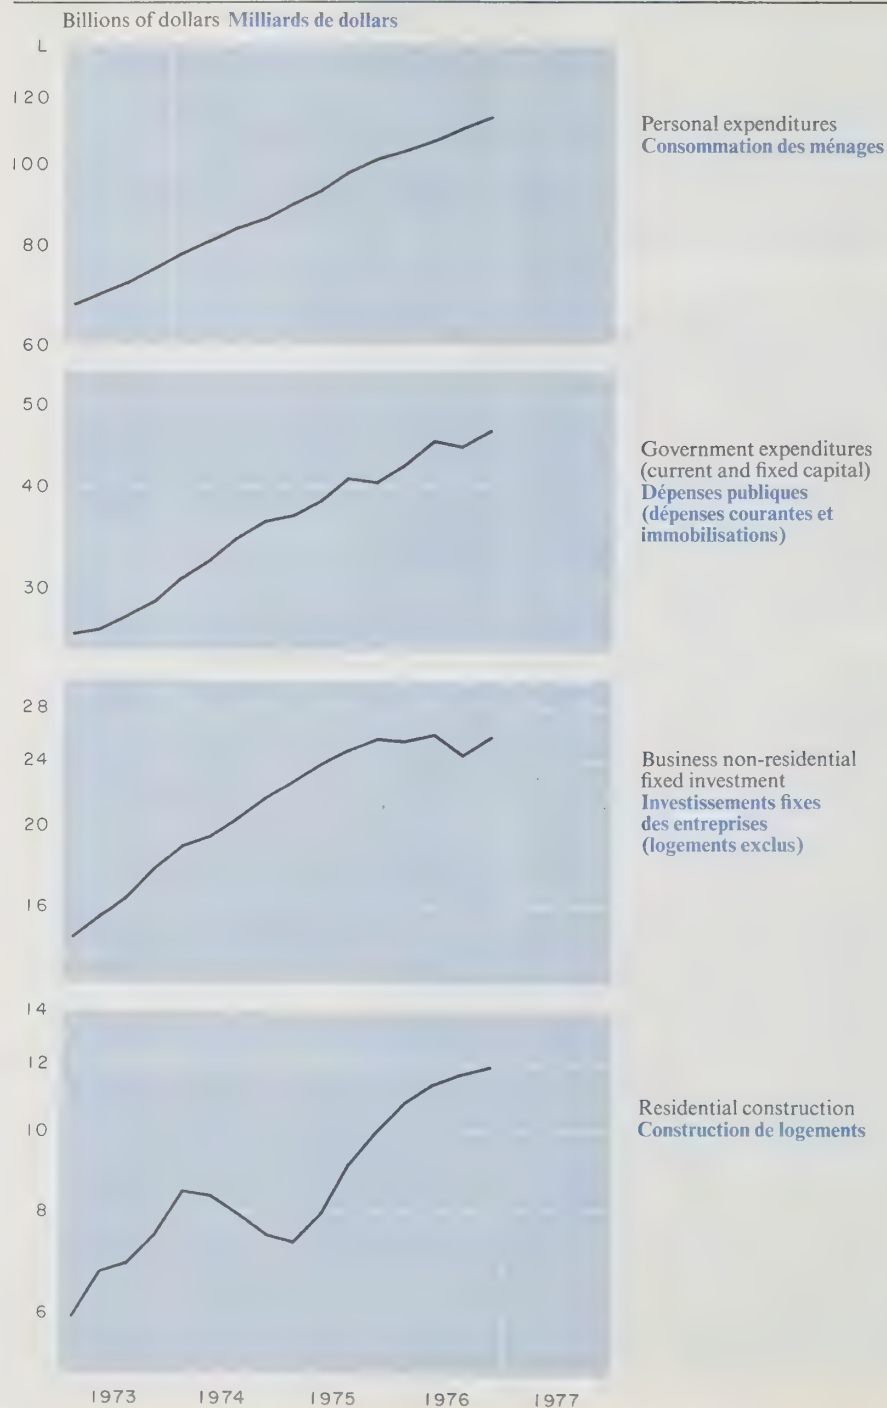 Billions of dollars Milliards de dollars
L
120
100
80
60
Personal expenditures
Consommation des ménages
50
40
30
Government expenditures
(current and fixed capital)
Dépenses publiques
(dépenses courantes et
immobilisations)
28
24
20
16
Business non-residential
fixed investment
Investissements fixes
des entreprises
(logements exclus)
14
12
10
8
6
Residential construction
Construction de logements
1973 1974 1975 1976 1977